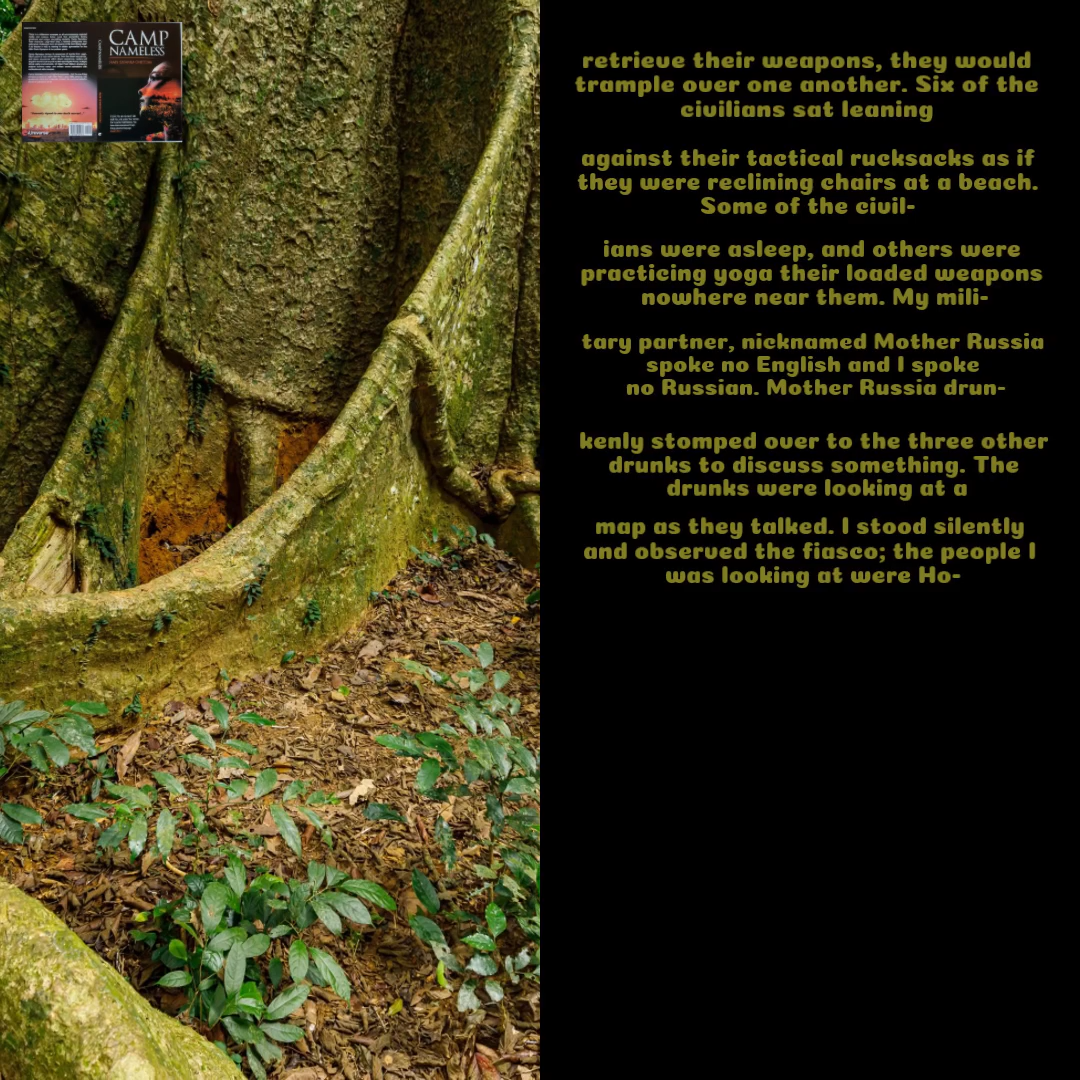 CAMP
NAMELESS
retrieve their weapons, they would
trample over one another. Six of the
civilians sat leaning
against their tactical rucksacks as if
they were reclining chairs at a beach.
Some of the civil-
ians were asleep, and others were
practicing yoga their loaded weapons
nowhere near them. My mili-
tary partner, nicknamed Mother Russia
spoke no English and I spoke
no Russian. Mother Russia drun-
kenly stomped over to the three other
drunks to discuss something. The
drunks were looking at a
map as they talked. I stood silently
and observed the fiasco; the people I
was looking at were Ho-